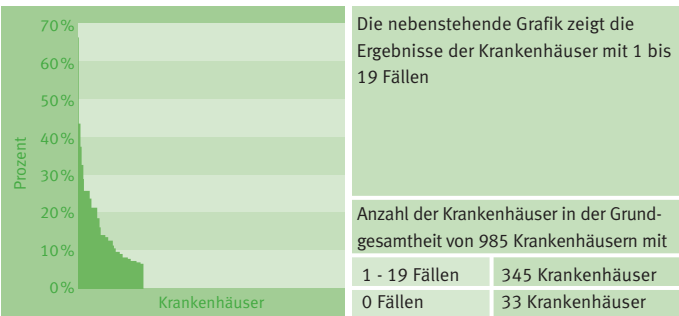 70%
60%
50%
40%
30%
20%
10%
0%
Prozent
Krankenhäuser
Die nebenstehende Grafik zeigt die
Ergebnisse der Krankenhäuser mit 1 bis
19 Fällen
Anzahl der Krankenhäuser in der Grund-
gesamtheit von 985 Krankenhäusern mit
1 - 19 Fällen 345 Krankenhäuser
0 Fällen 33 Krankenhäuser